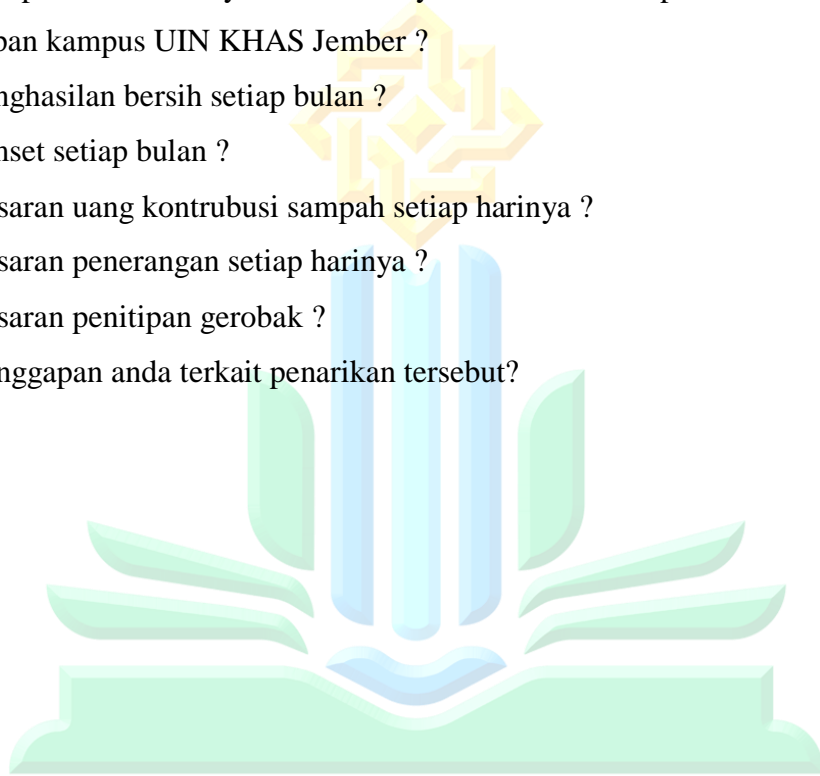 pan kampus UIN KHAS Jember ?
nghasilan bersih setiap bulan ?
nset setiap bulan ?
saran uang kontrubusi sampah setiap harinya ?
saran penerangan setiap harinya ?
saran penitipan gerobak ?
nggapan anda terkait penarikan tersebut?